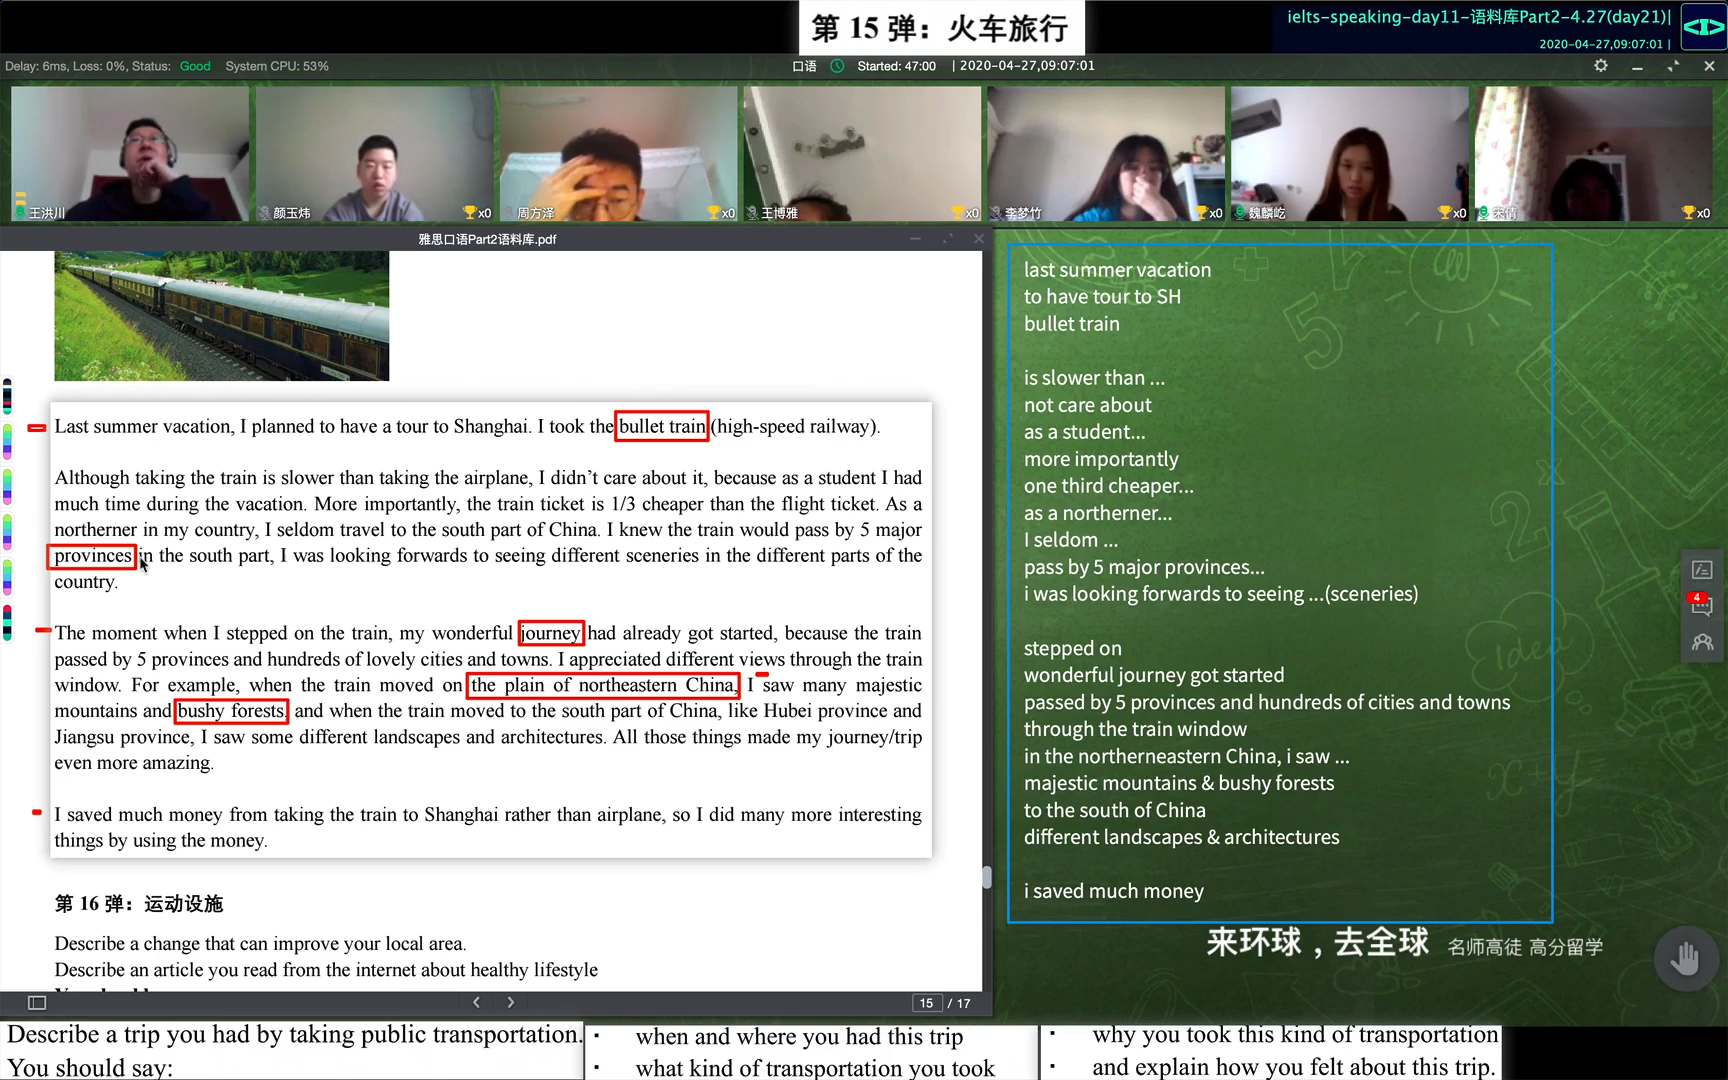 第 15 弹：火车旅行
ielts-speaking-day11-语料库Part2-4.27(day21)|
2020-04-27,09:07:01 |
Delay: 6ms, Loss: 0%, Status: Good System CPU: 53%
口语 Started: 47:00 | 2020-04-27,09:07:01
王洪川
颜玉炜 x0
周方泽 x0
王博雅 x0
李梦竹 x0
魏麟屹 x0
x0
雅思口语Part2语料库.pdf
Last summer vacation, I planned to have a tour to Shanghai. I took the bullet train (high-speed railway).
Although taking the train is slower than taking the airplane, I didn’t care about it, because as a student I had
much time during the vacation. More importantly, the train ticket is 1/3 cheaper than the flight ticket. As a
northerner in my country, I seldom travel to the south part of China. I knew the train would pass by 5 major
provinces in the south part, I was looking forwards to seeing different sceneries in the different parts of the
country.
The moment when I stepped on the train, my wonderful journey had already got started, because the train
passed by 5 provinces and hundreds of lovely cities and towns. I appreciated different views through the train
window. For example, when the train moved on the plain of northeastern China, I saw many majestic
mountains and bushy forests, and when the train moved to the south part of China, like Hubei province and
Jiangsu province, I saw some different landscapes and architectures. All those things made my journey/trip
even more amazing.
I saved much money from taking the train to Shanghai rather than airplane, so I did many more interesting
things by using the money.
第 16 弹：运动设施
Describe a change that can improve your local area.
Describe an article you read from the internet about healthy lifestyle
15 / 17
last summer vacation
to have tour to SH
bullet train
is slower than ...
not care about
as a student...
more importantly
one third cheaper...
as a northerner...
I seldom ...
pass by 5 major provinces...
i was looking forwards to seeing ...(sceneries)
stepped on
wonderful journey got started
passed by 5 provinces and hundreds of cities and towns
through the train window
in the northerneastern China, i saw ...
majestic mountains & bushy forests
to the south of China
different landscapes & architectures
i saved much money
来环球，去全球 名师高徒 高分留学
4
Describe a trip you had by taking public transportation.
You should say:
· when and where you had this trip
· what kind of transportation you took
· why you took this kind of transportation
· and explain how you felt about this trip.